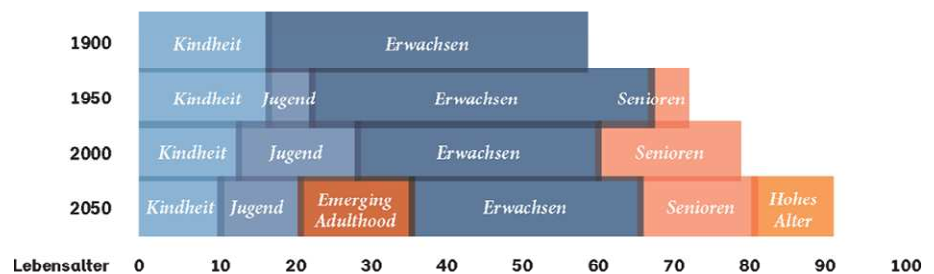 1900 Kindheit Erwachsen
1950 Kindheit Jugend Erwachsen Senioren
2000 Kindheit Jugend Erwachsen Senioren
2050 Kindheit Jugend Emerging Adulthood Erwachsen Senioren Hohes Alter
Lebensalter 0 10 20 30 40 50 60 70 80 90 100